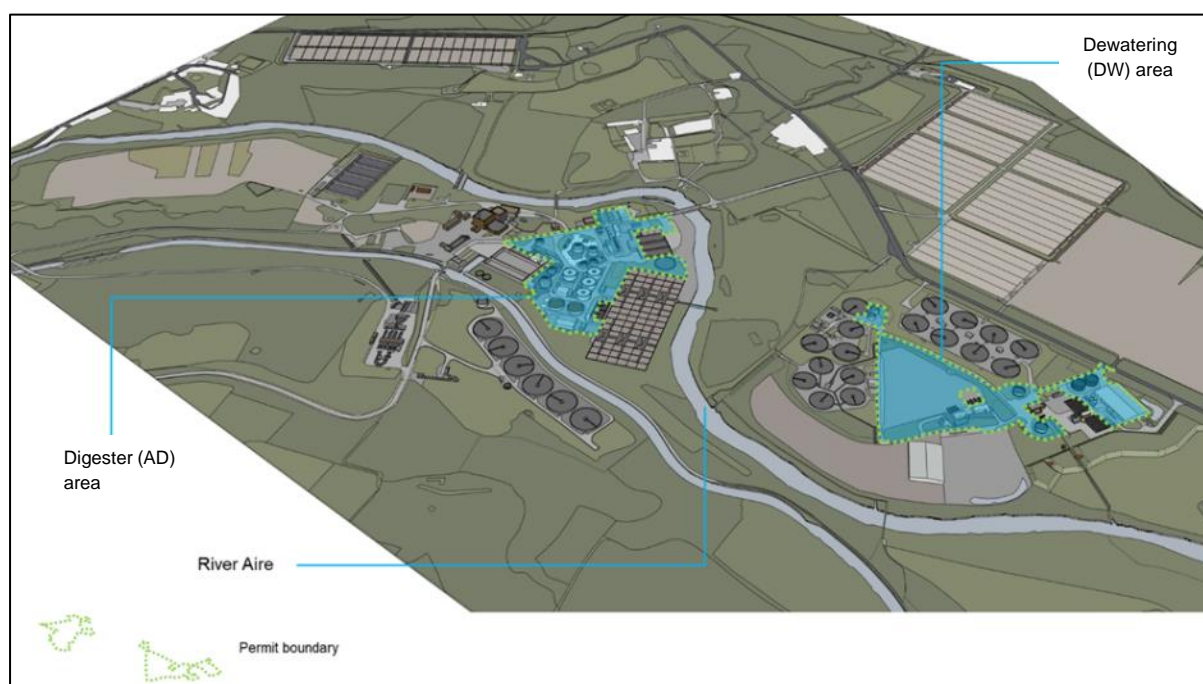 Dewatering
(DW) area
Digester (AD)
area
River Aire
Permit boundary